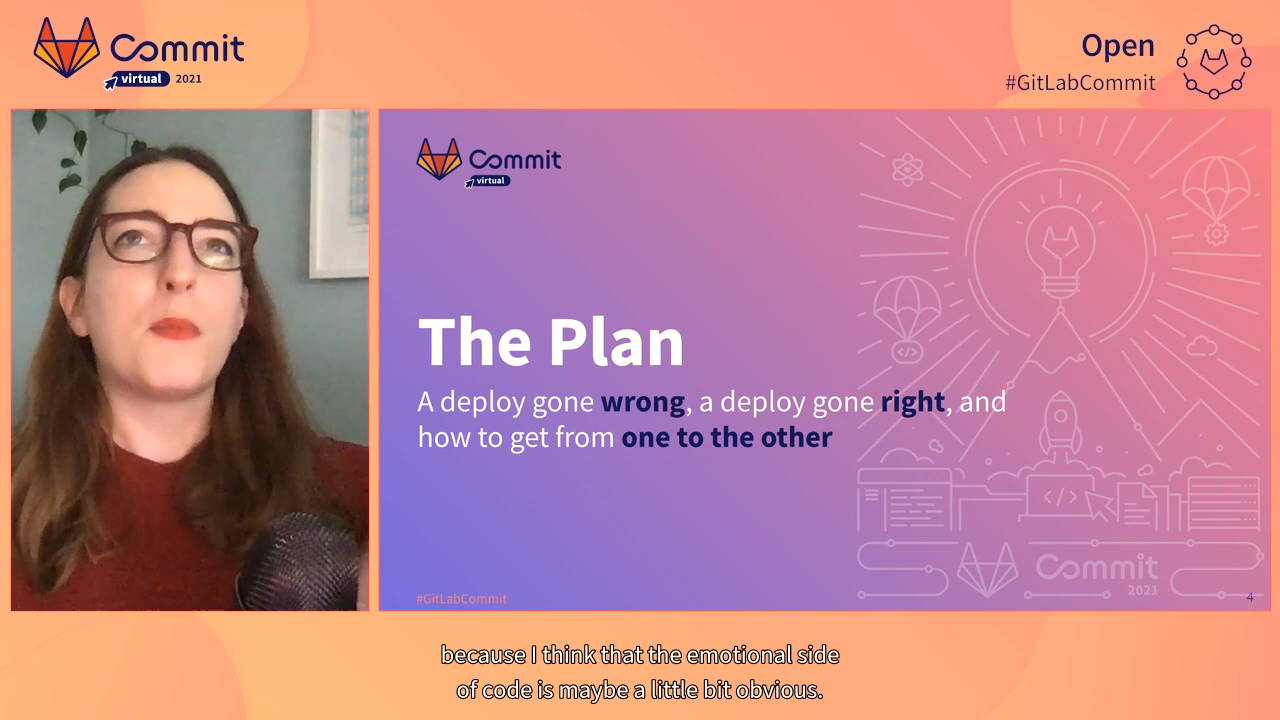 Commit
virtual 2021
Open
#GitLabCommit
Commit
virtual
The Plan
A deploy gone wrong, a deploy gone right, and
how to get from one to the other
Commit
2021
#GitLabCommit
4
because I think that the emotional side
of code is maybe a little bit obvious.